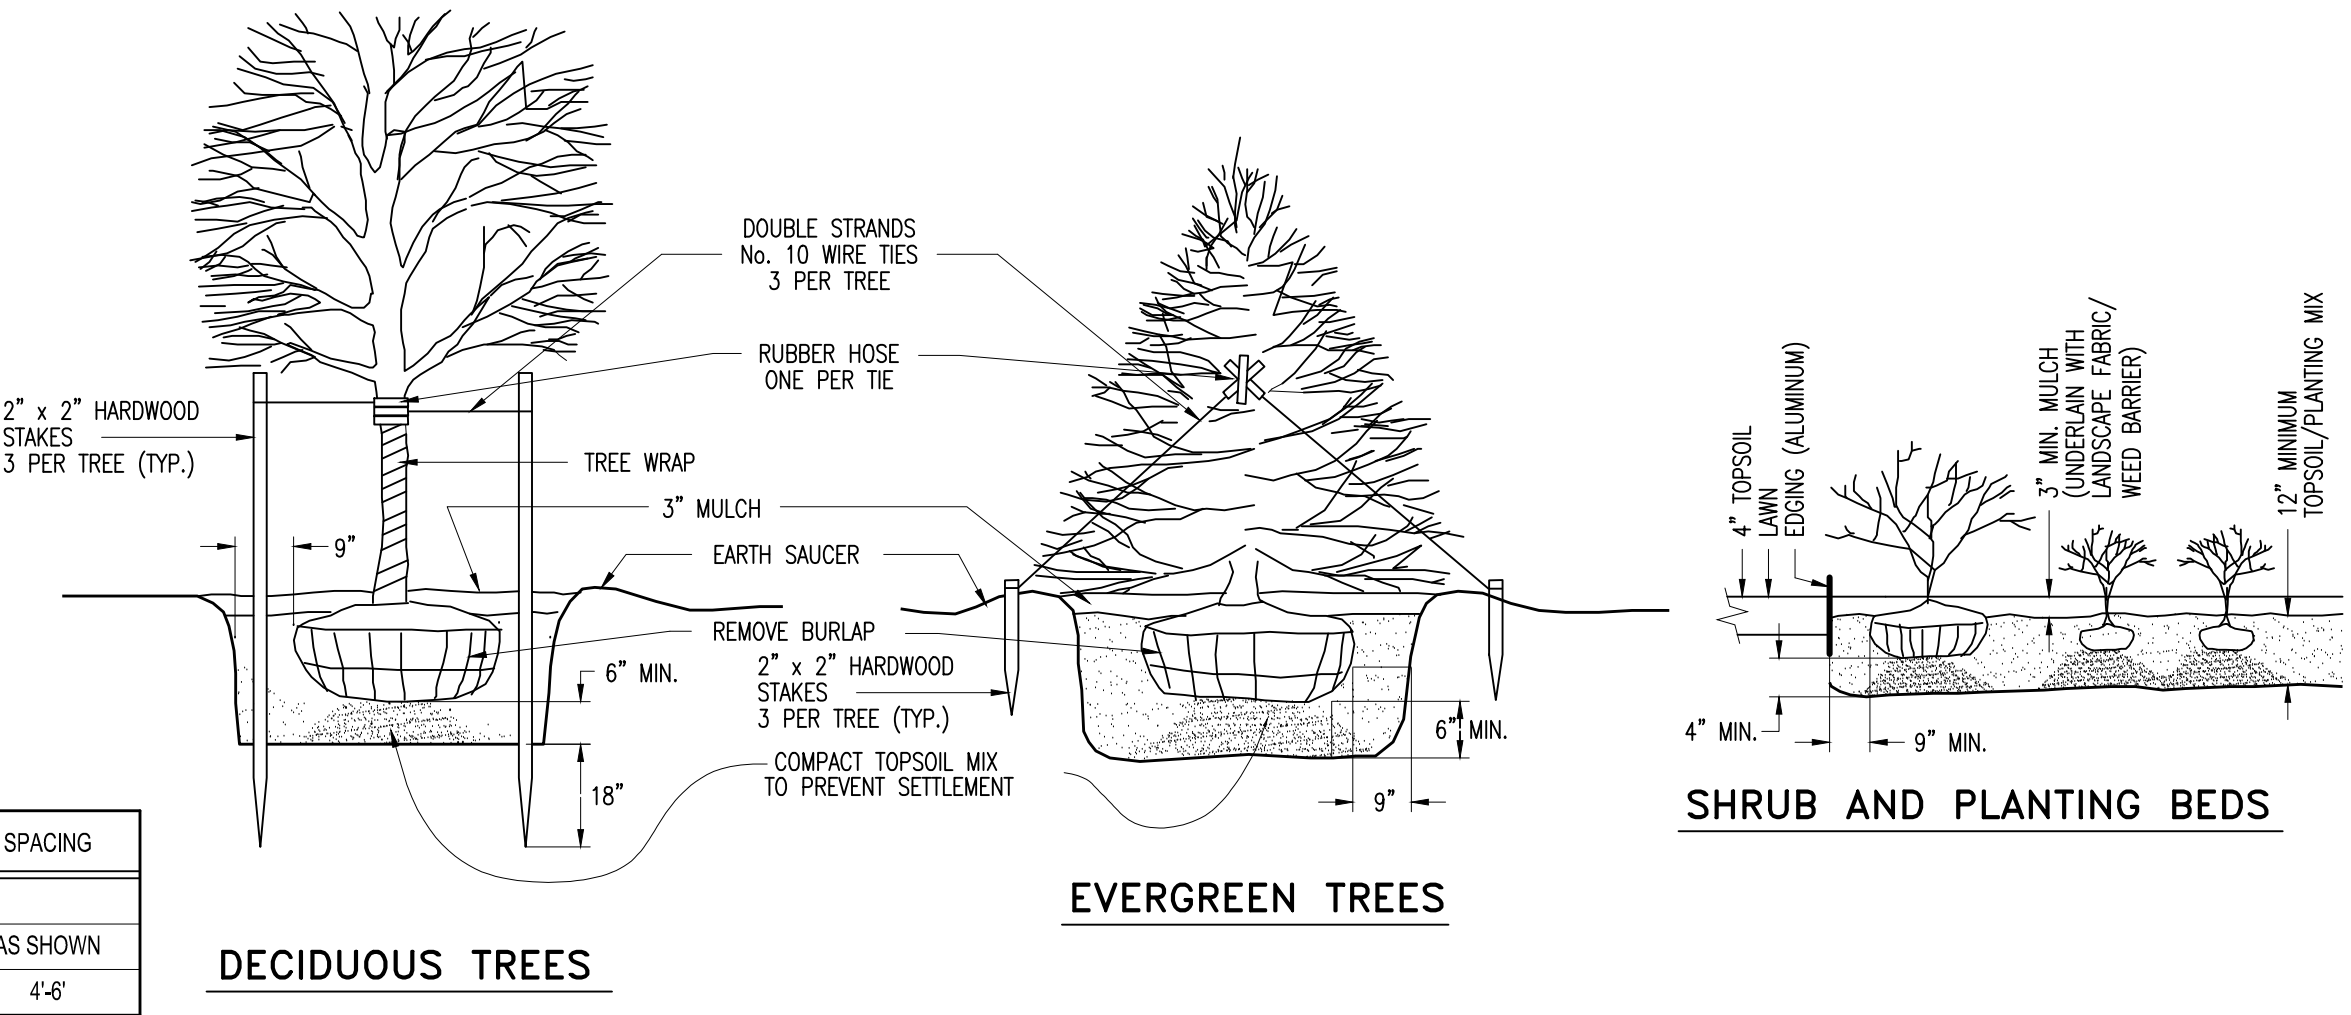 DOUBLE STRANDS
No. 10 WIRE TIES
3 PER TREE
RUBBER HOSE
ONE PER TIE
2" x 2" HARDWOOD
STAKES
3 PER TREE (TYP.)
TREE WRAP
3" MULCH
9"
EARTH SAUCER
REMOVE BURLAP
6" MIN.
2" x 2" HARDWOOD
STAKES
3 PER TREE (TYP.)
COMPACT TOPSOIL MIX
TO PREVENT SETTLEMENT
18"
6" MIN.
9"
4" TOPSOIL
LAWN
EDGING (ALUMINUM)
3" MIN. MULCH
(UNDERLAIN WITH
LANDSCAPE FABRIC/
WEED BARRIER)
12" MINIMUM
TOPSOIL/PLANTING MIX
4" MIN.
9" MIN.
SHRUB AND PLANTING BEDS
EVERGREEN TREES
DECIDUOUS TREES
SPACING
AS SHOWN
4'-6'